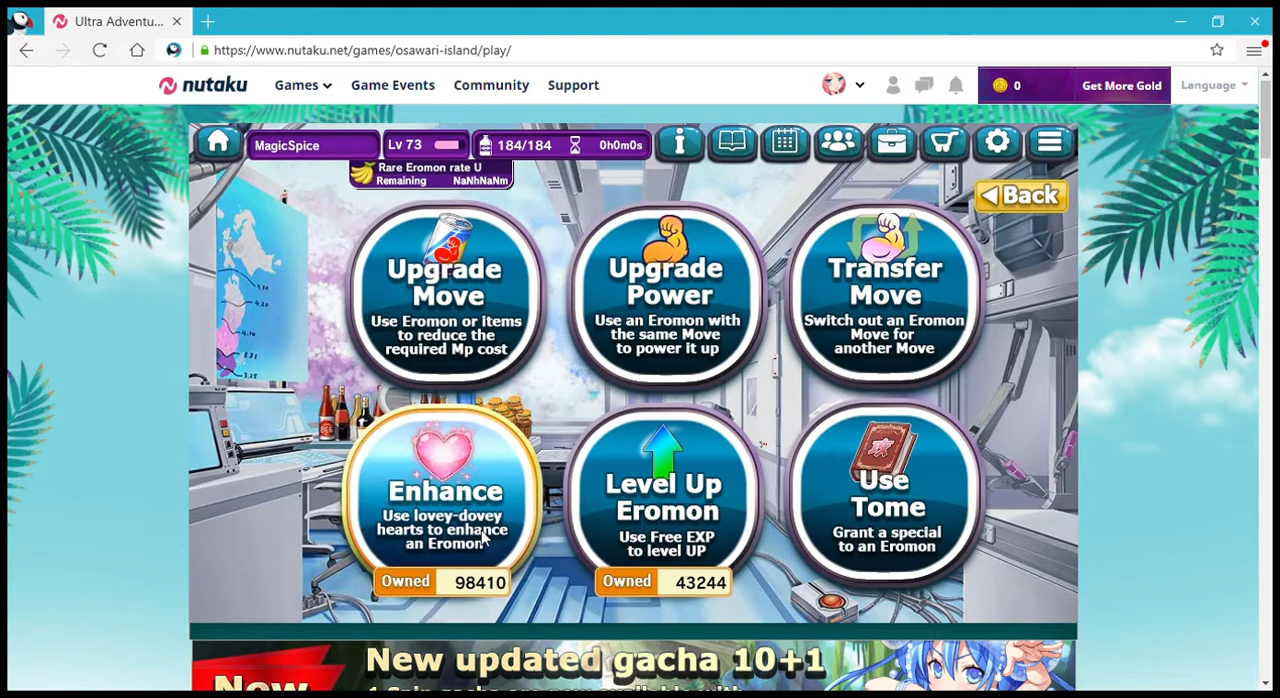 Ultra Adventu...
https://www.nutaku.net/games/osawari-island/play/
nutaku Games Game Events Community Support 0 Get More Gold Language
MagicSpice Lv 73 184/184 0h0m0s
Rare Eromon rate U
Remaining NaNhNaNm
Back
Upgrade
Move
Use Eromon or items
to reduce the
required Mp cost
Upgrade
Power
Use an Eromon with
the same Move
to power it up
Transfer
Move
Switch out an Eromon
Move for
another Move
Enhance
Use lovey-dovey
hearts to enhance
an Eromon
Owned 98410
Level Up
Eromon
Use Free EXP
to level UP
Owned 43244
Use
Tome
Grant a special
to an Eromon
New updated gacha 10+1
New